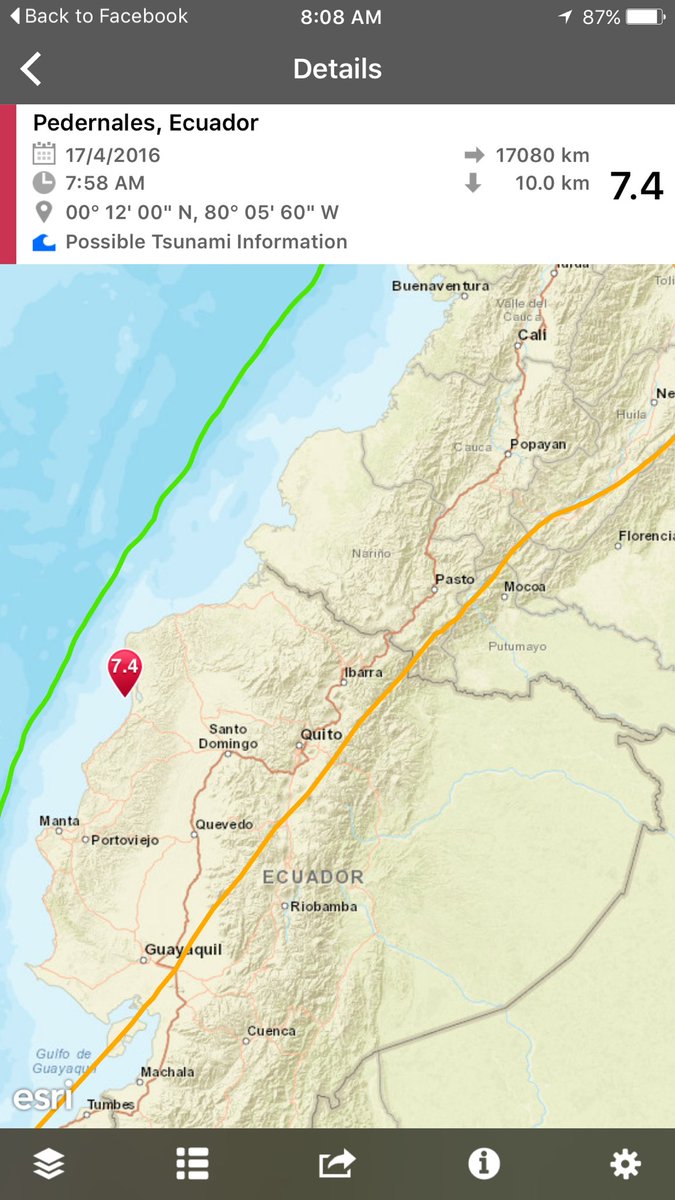 Back to Facebook 8:08 AM 87%
Details
Pedernales, Ecuador
17/4/2016 17080 km
7:58 AM 10.0 km 7.4
00° 12' 00" N, 80° 05' 60" W
Possible Tsunami Information
Buenaventura
Valle del
Cauca
Cali
Huila
Cauca
Popayan
Florencia
Nariño
Pasto
Mocoa
Putumayo
7.4
Ibarra
Santo
Domingo
Quito
Manta
Portoviejo
Quevedo
ECUADOR
Riobamba
Guayaquil
Cuenca
Gulfo de
Guayaqu
Machala
esri
Tumbes